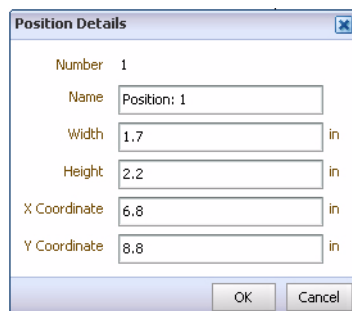 Position Details
Number 1
Name Position: 1
Width 1.7 in
Height 2.2 in
X Coordinate 6.8 in
Y Coordinate 8.8 in
OK Cancel